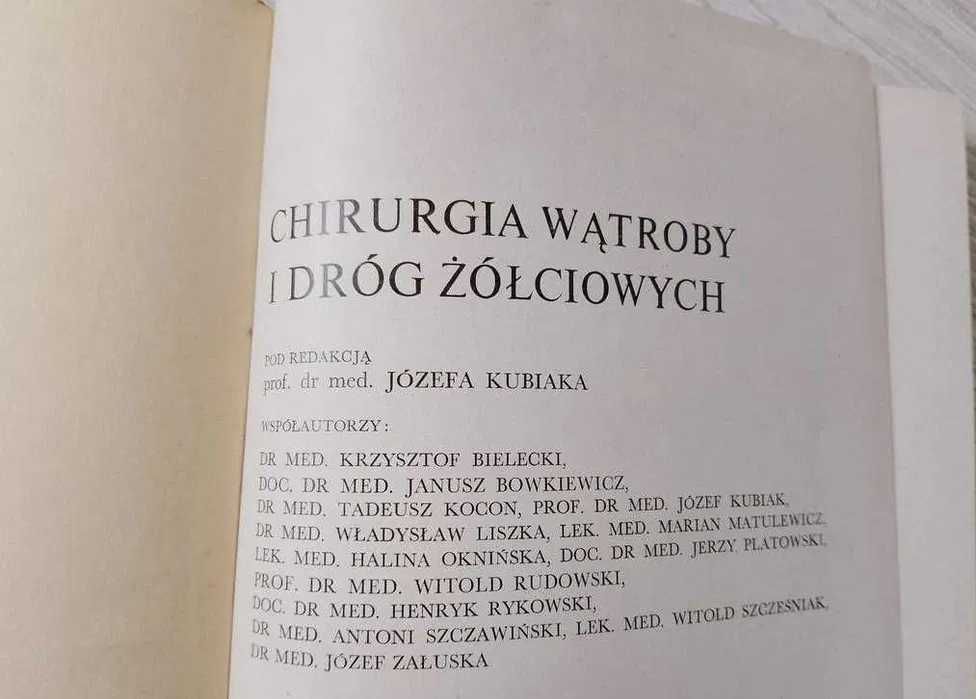 CHIRURGIA WĄTROBY
I DRÓG ŻÓŁCIOWYCH
POD REDAKCJĄ
prof. dr med. JÓZEFA KUBIAKA
WSPÓŁAUTORZY:
DR MED. KRZYSZTOF BIELECKI,
DOC. DR MED. JANUSZ BOWKIEWICZ,
DR MED. TADEUSZ KOCON, PROF. DR MED. JÓZEF KUBIAK,
DR MED. WŁADYSŁAW LISZKA, LEK. MED. MARIAN MATULEWICZ,
LEK. MED. HALINA OKNIŃSKA, DOC. DR MED. JERZY PLATOWSKI,
PROF. DR MED. WITOLD RUDOWSKI,
DOC. DR MED. HENRYK RYKOWSKI,
DR MED. ANTONI SZCZAWIŃSKI, LEK. MED. WITOLD SZCZEŚNIAK,
DR MED. JÓZEF ZAŁUSKA